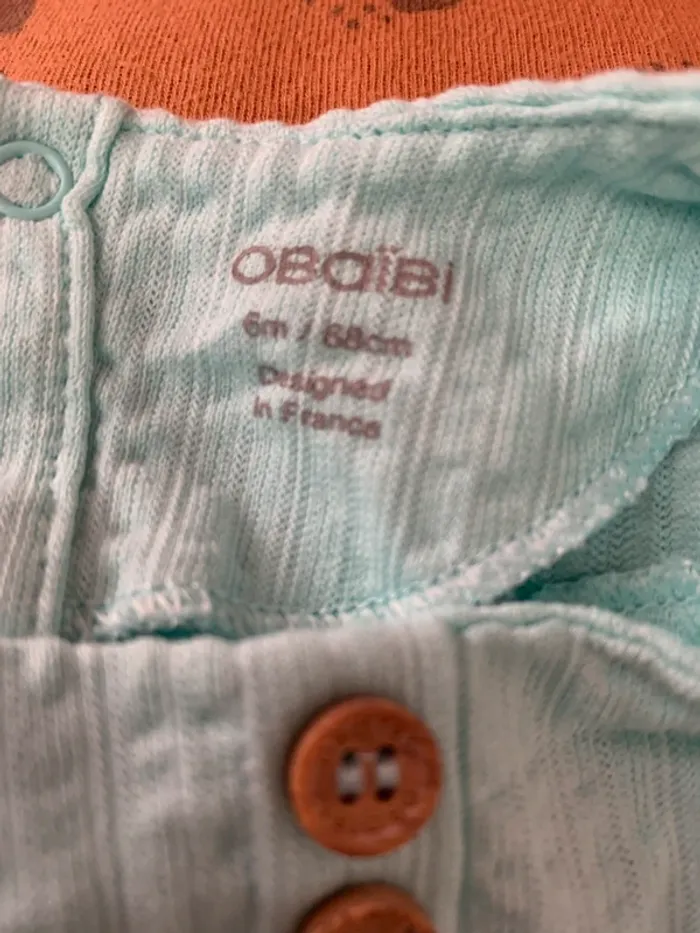 OBaïBi
6m / 68cm
Designed
in France